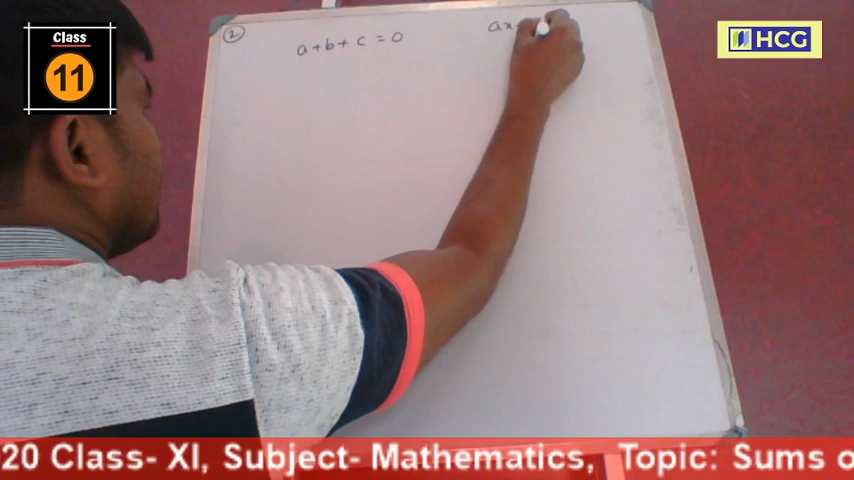 Class
11
HCG
2
a + b + c = 0
ax
20 Class- XI, Subject- Mathematics, Topic: Sums o